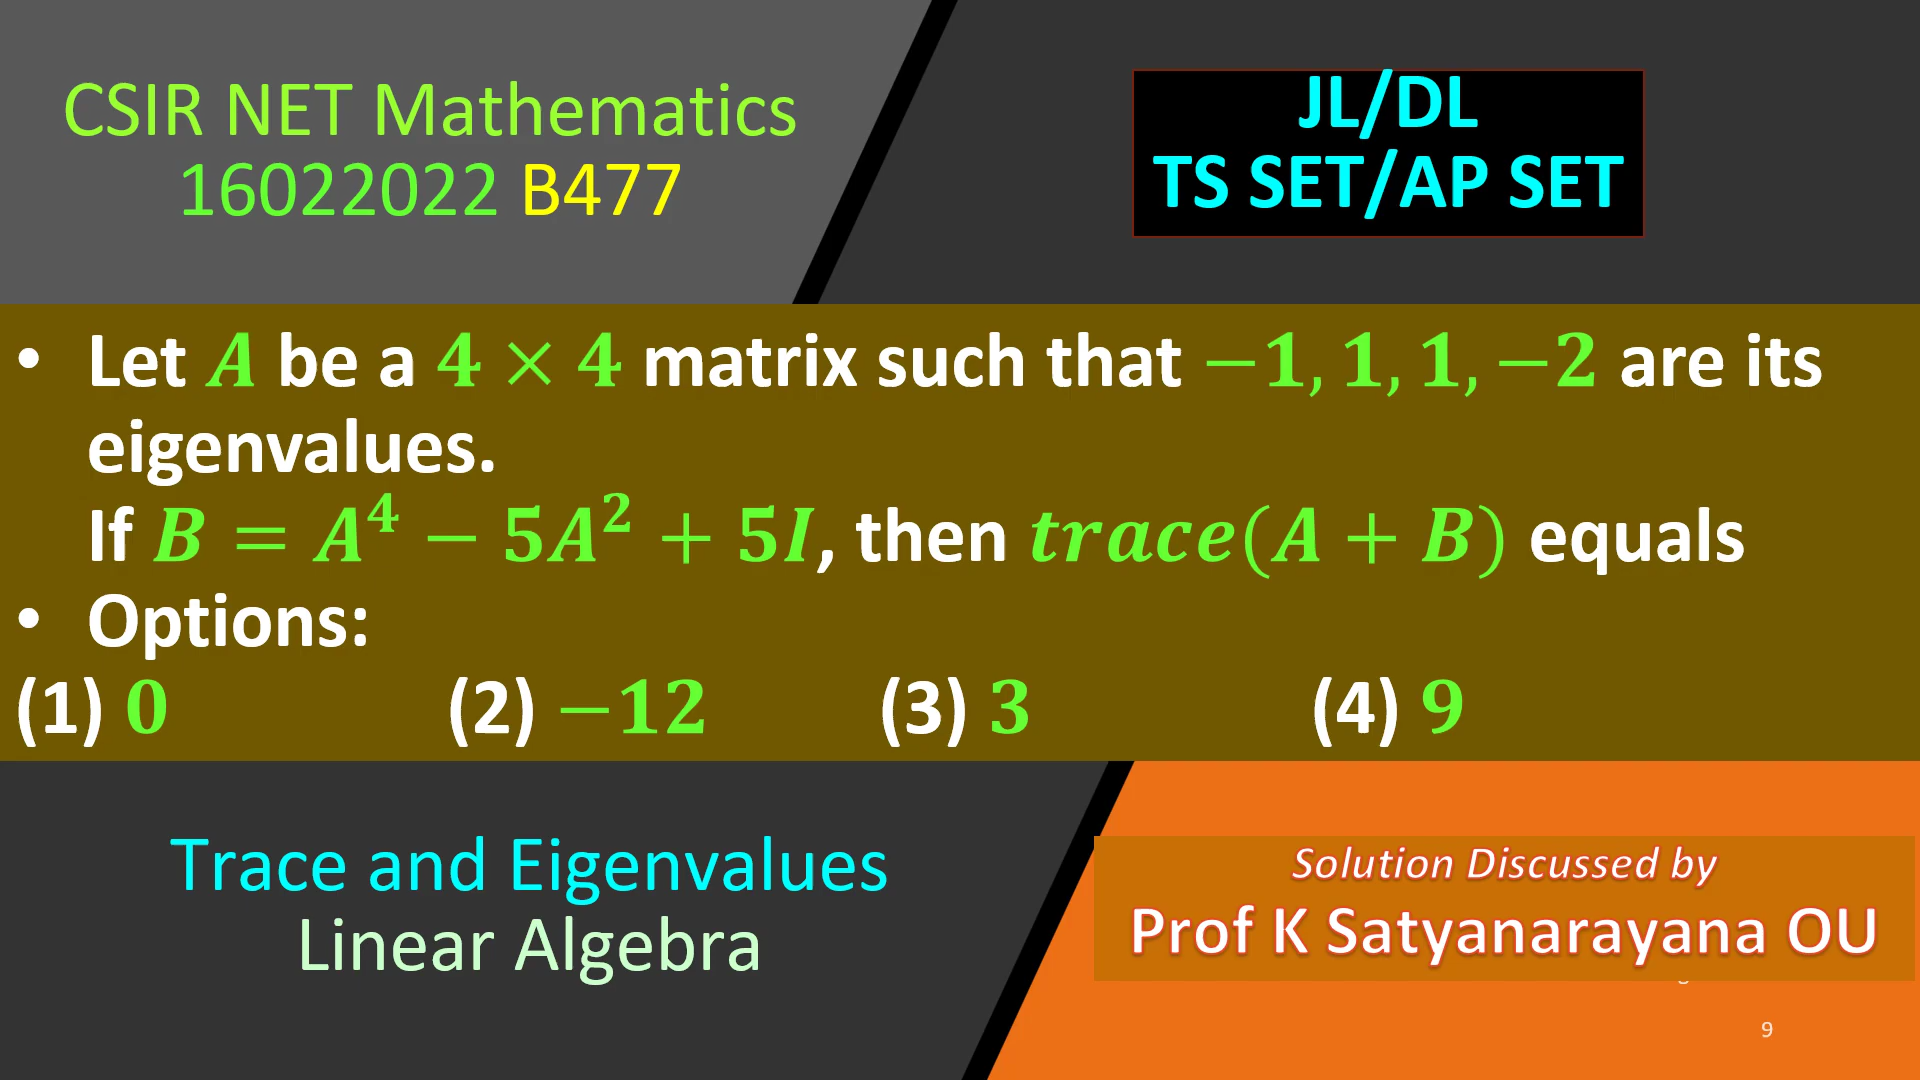 CSIR NET Mathematics
16022022 B477
JL/DL
TS SET/AP SET
• Let A be a 4 × 4 matrix such that −1, 1, 1, −2 are its
eigenvalues.
If B = A⁴ − 5A² + 5I, then trace(A + B) equals
• Options:
(1) 0 (2) −12 (3) 3 (4) 9
Trace and Eigenvalues
Linear Algebra
Solution Discussed by
Prof K Satyanarayana OU
9